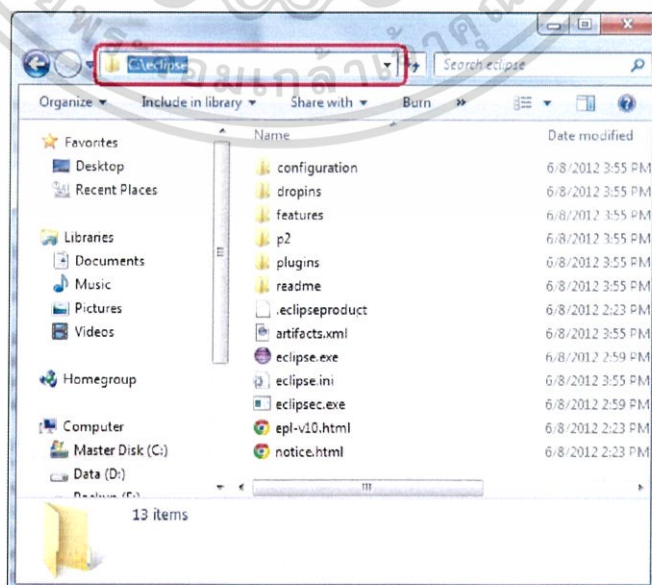 C:\eclipse
Search eclipse
Organize Include in library Share with Burn »
Name Date modified
Favorites
Desktop
Recent Places
Libraries
Documents
Music
Pictures
Videos
Homegroup
Computer
Master Disk (C:)
Data (D:)
configuration 6/8/2012 3:55 PM
dropins 6/8/2012 3:55 PM
features 6/8/2012 3:55 PM
p2 6/8/2012 3:55 PM
plugins 6/8/2012 3:55 PM
readme 6/8/2012 3:55 PM
.eclipseproduct 6/8/2012 2:23 PM
artifacts.xml 6/8/2012 3:55 PM
eclipse.exe 6/8/2012 2:59 PM
eclipse.ini 6/8/2012 3:55 PM
eclipsec.exe 6/8/2012 2:59 PM
epl-v10.html 6/8/2012 2:23 PM
notice.html 6/8/2012 2:23 PM
13 items